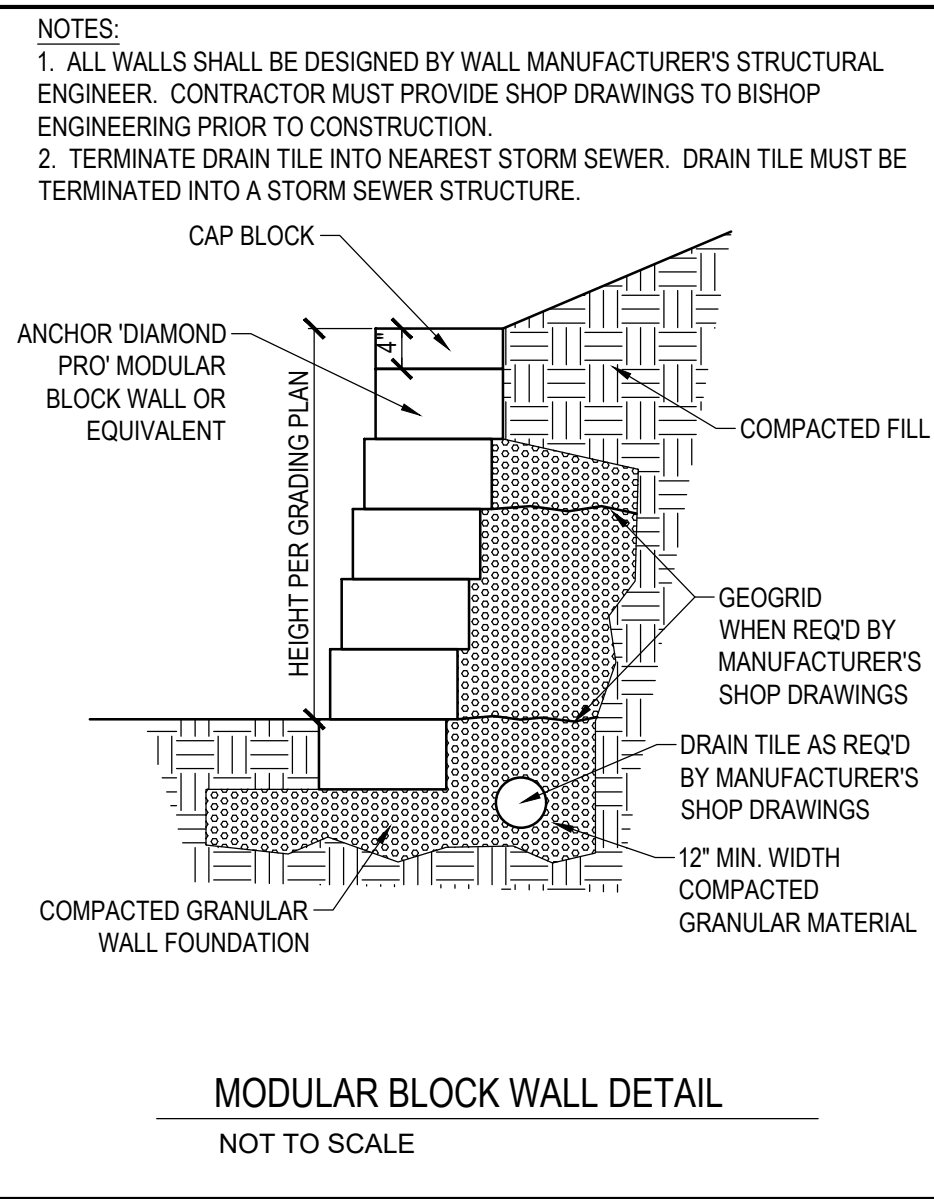 NOTES:
1. ALL WALLS SHALL BE DESIGNED BY WALL MANUFACTURER'S STRUCTURAL
ENGINEER. CONTRACTOR MUST PROVIDE SHOP DRAWINGS TO BISHOP
ENGINEERING PRIOR TO CONSTRUCTION.
2. TERMINATE DRAIN TILE INTO NEAREST STORM SEWER. DRAIN TILE MUST BE
TERMINATED INTO A STORM SEWER STRUCTURE.
CAP BLOCK
ANCHOR 'DIAMOND
PRO' MODULAR
BLOCK WALL OR
EQUIVALENT
4"
HEIGHT PER GRADING PLAN
COMPACTED FILL
GEOGRID
WHEN REQ'D BY
MANUFACTURER'S
SHOP DRAWINGS
DRAIN TILE AS REQ'D
BY MANUFACTURER'S
SHOP DRAWINGS
12" MIN. WIDTH
COMPACTED
GRANULAR MATERIAL
COMPACTED GRANULAR
WALL FOUNDATION
MODULAR BLOCK WALL DETAIL
NOT TO SCALE